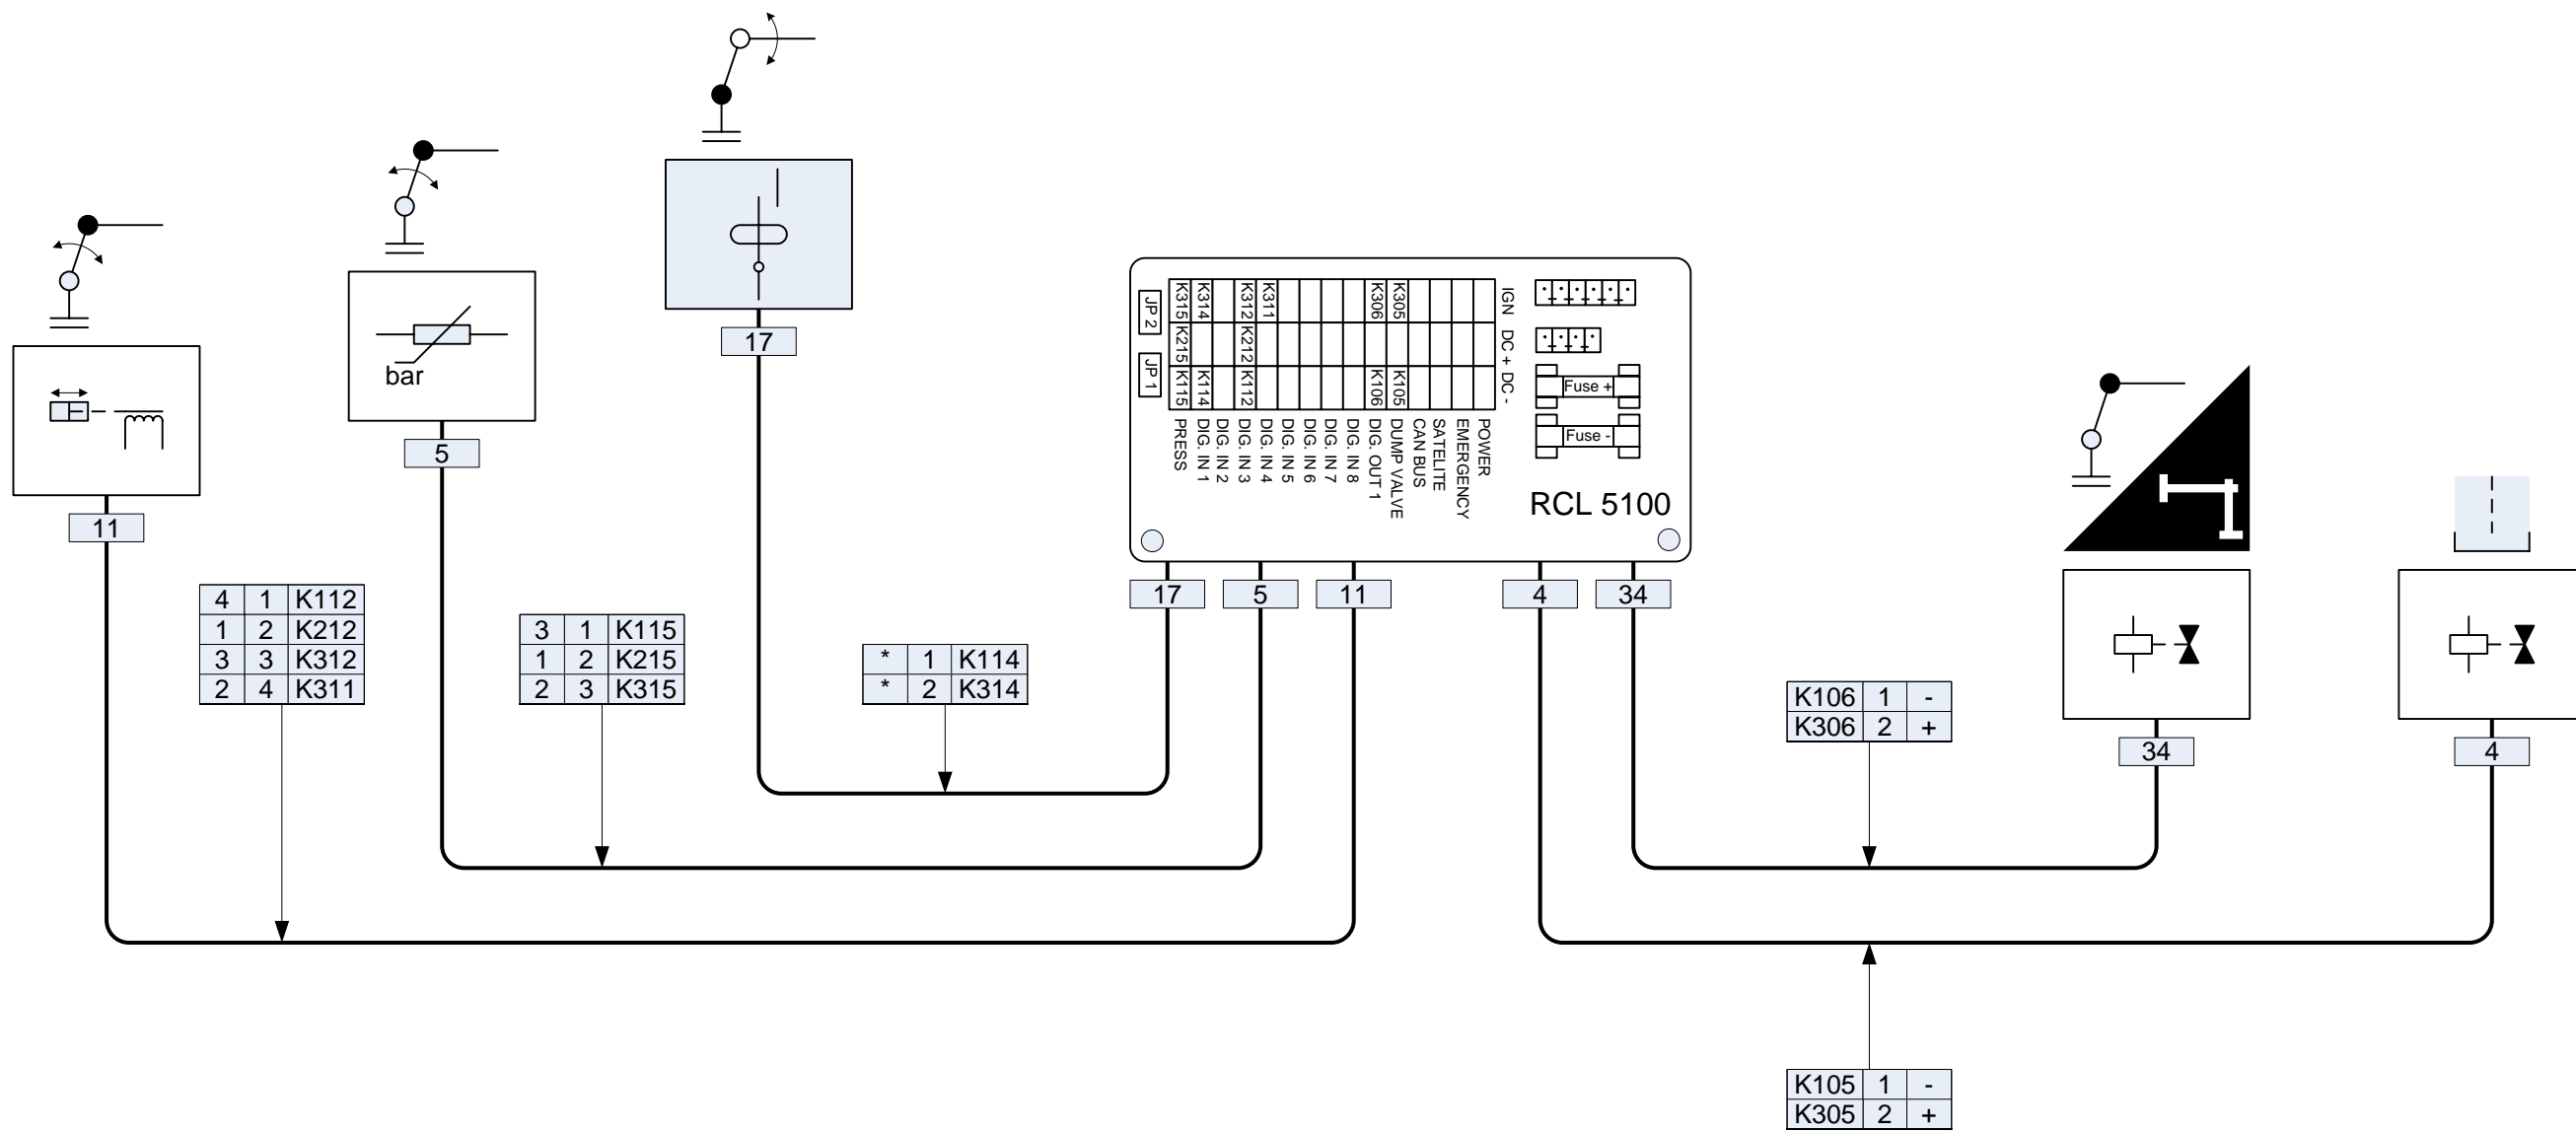 bar
11
5
17
JP 2
JP 1
K315 K314 K312 K311 K306 K305
K215 K212
K115 K114 K112 K106 K105
IGN
DC +
DC -
PRESS
DIG. IN 1
DIG. IN 2
DIG. IN 3
DIG. IN 4
DIG. IN 5
DIG. IN 6
DIG. IN 7
DIG. IN 8
DIG. OUT 1
DUMP VALVE
CAN BUS
SATELITE
EMERGENCY
POWER
Fuse +
Fuse -
RCL 5100
17
5
11
4
34
4 1 K112
1 2 K212
3 3 K312
2 4 K311
3 1 K115
1 2 K215
2 3 K315
* 1 K114
* 2 K314
K106 1 -
K306 2 +
34
4
K105 1 -
K305 2 +